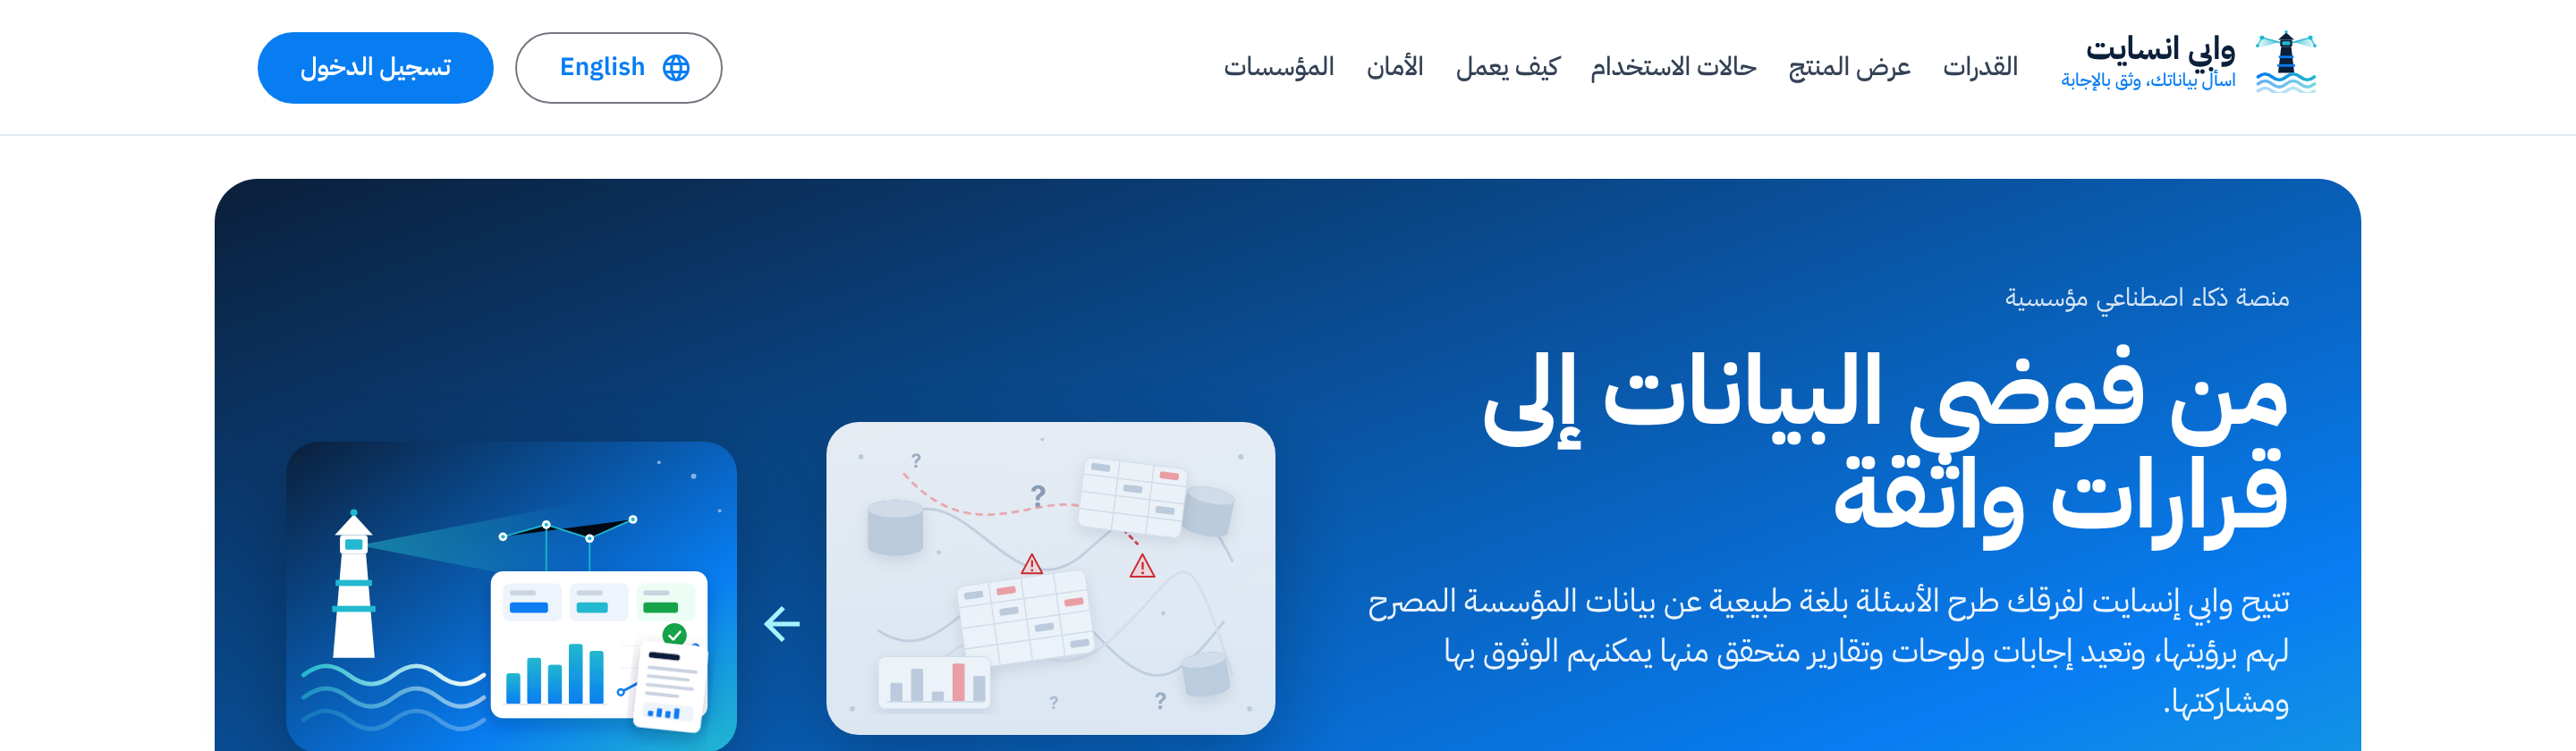 وابي انسايت
اسأل بياناتك، وثق بالإجابة
القدرات
عرض المنتج
حالات الاستخدام
كيف يعمل
الأمان
المؤسسات
English
تسجيل الدخول
منصة ذكاء اصطناعي مؤسسية
من فوضى البيانات إلى
قرارات واثقة
تتيح وابي إنسايت لفرقك طرح الأسئلة بلغة طبيعية عن بيانات المؤسسة المصرح
لهم برؤيتها، وتعيد إجابات ولوحات وتقارير متحقق منها يمكنهم الوثوق بها
ومشاركتها.